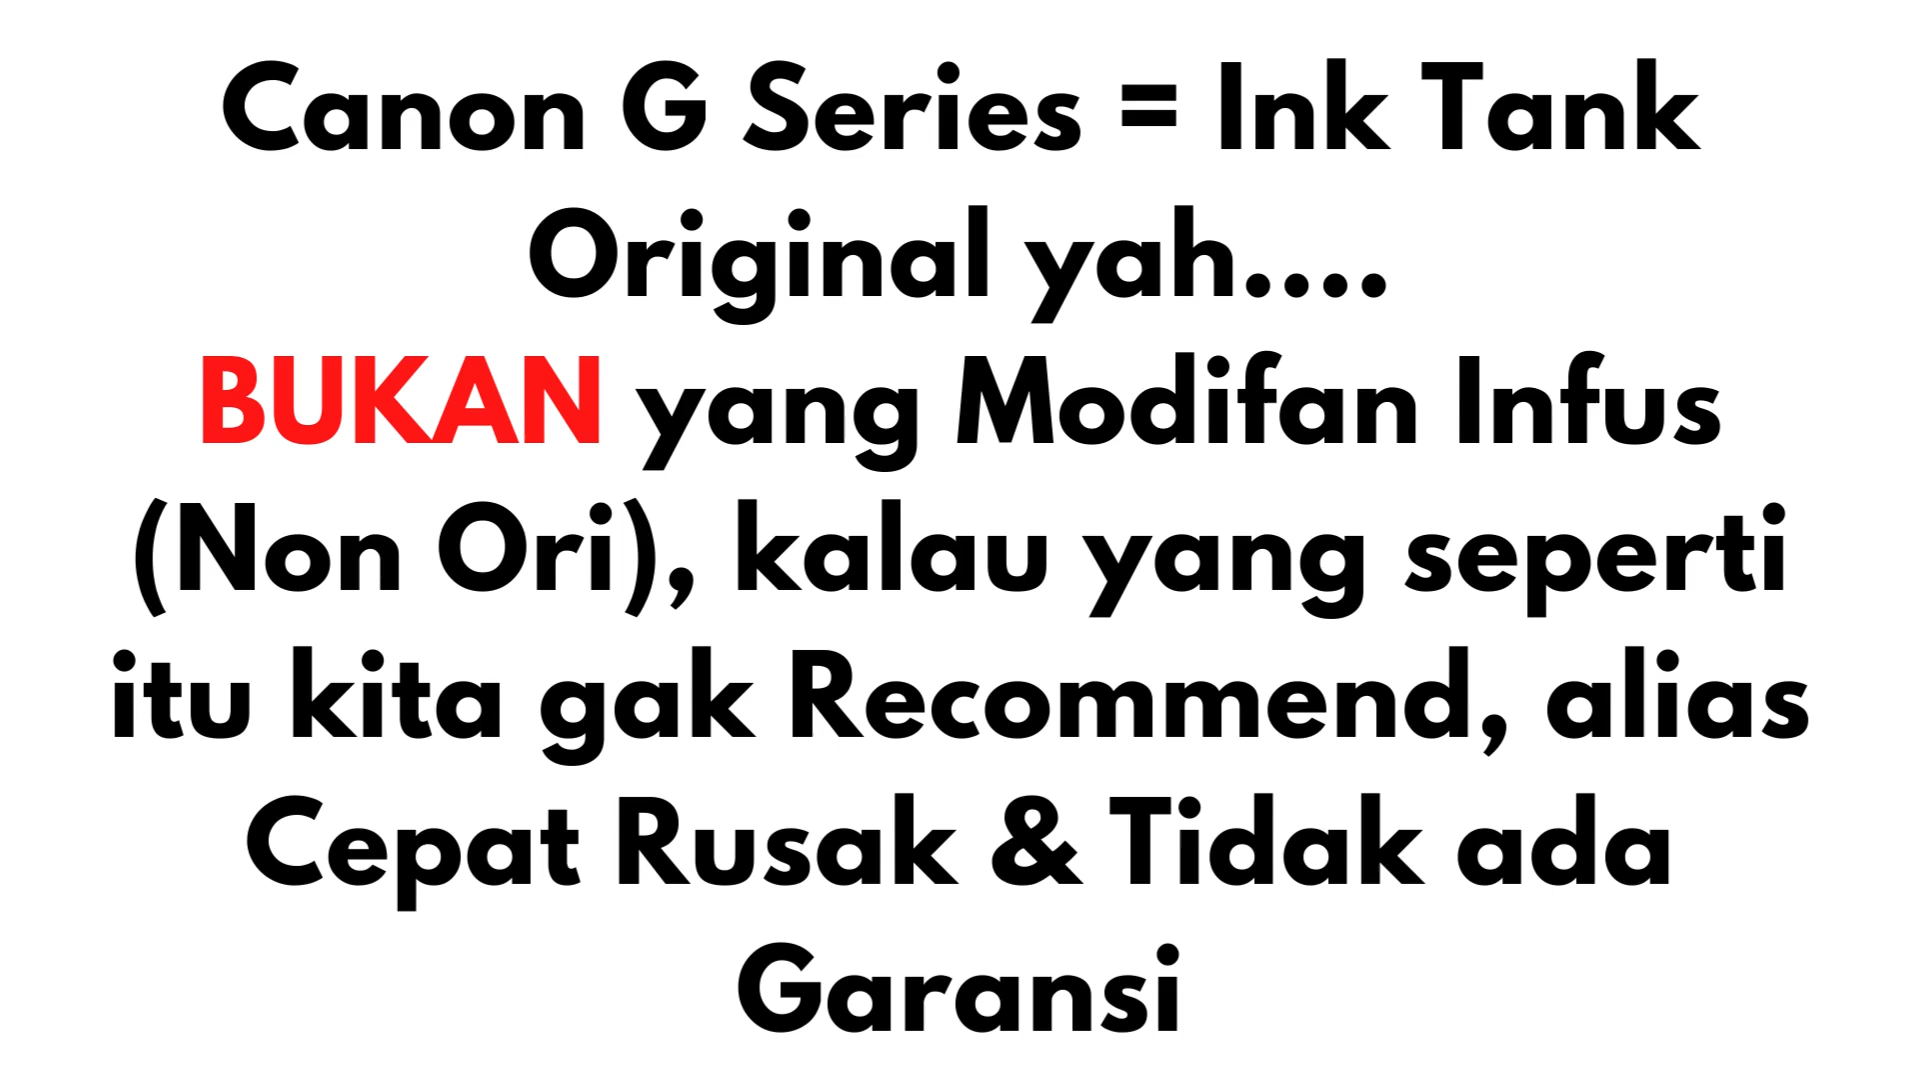 Canon G Series = Ink Tank
Original yah....
BUKAN yang Modifan Infus
(Non Ori), kalau yang seperti
itu kita gak Recommend, alias
Cepat Rusak & Tidak ada
Garansi